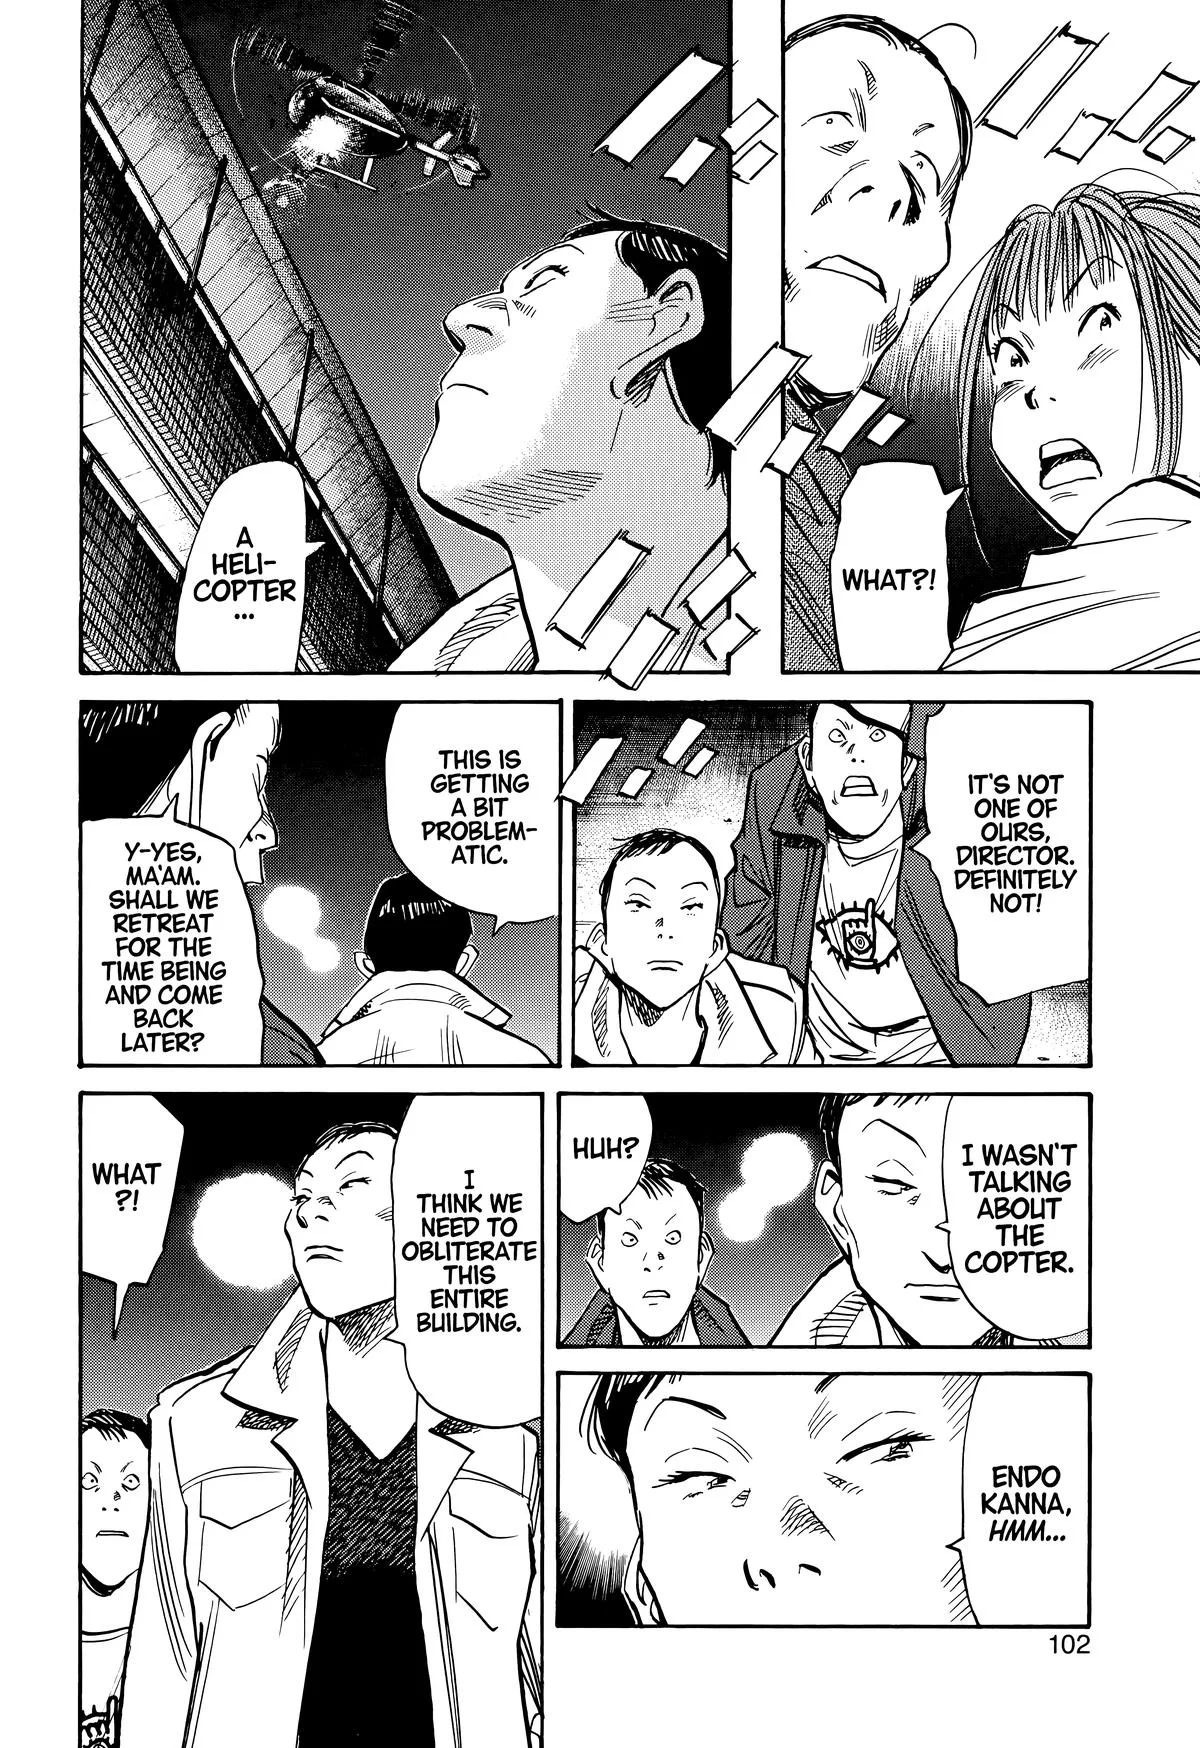 WHAT?!
A
HELI-
COPTER
...
IT'S NOT
ONE OF
OURS,
DIRECTOR.
DEFINITELY
NOT!
THIS IS
GETTING
A BIT
PROBLEM-
ATIC.
Y-YES,
MA'AM.
SHALL WE
RETREAT
FOR THE
TIME BEING
AND COME
BACK
LATER?
I WASN'T
TALKING
ABOUT
THE
COPTER.
HUH?
ENDO
KANNA,
HMM...
I
THINK WE
NEED TO
OBLITERATE
THIS
ENTIRE
BUILDING.
WHAT
?!
102